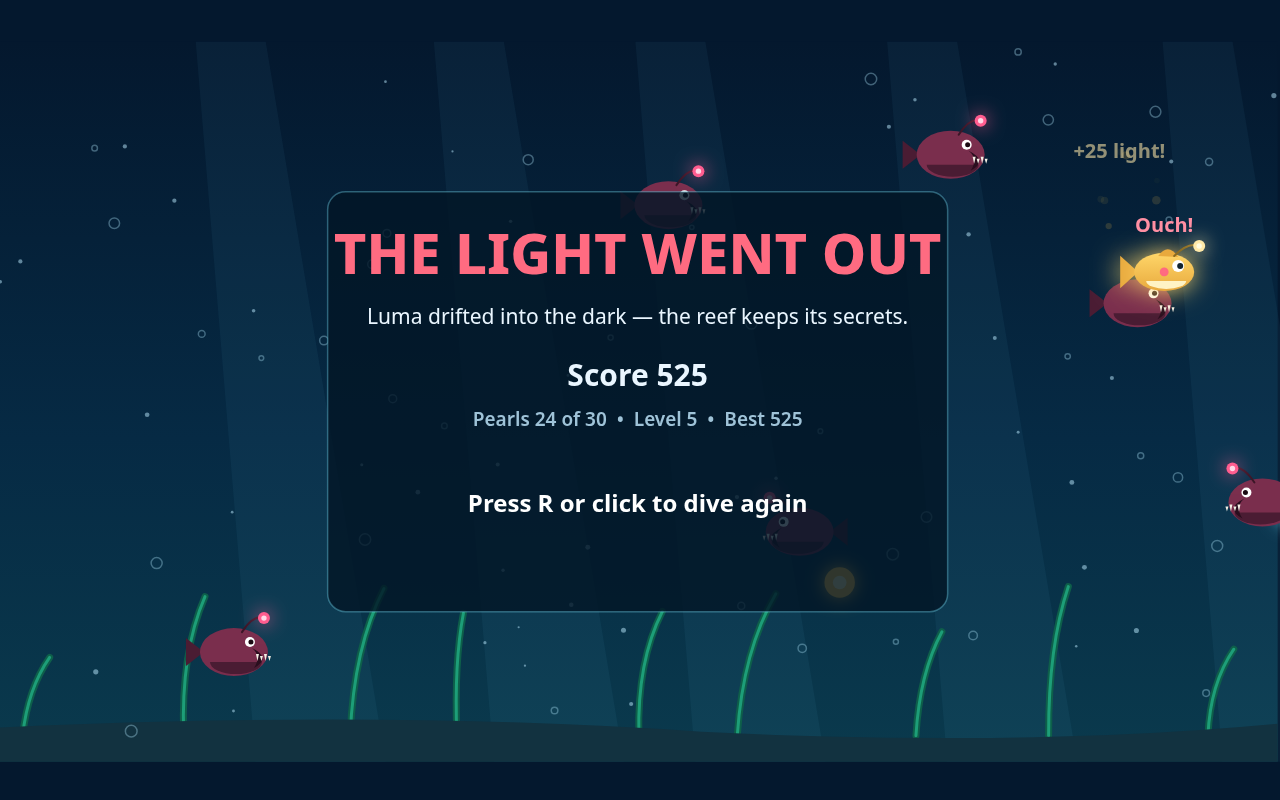 +25 light!
Ouch!
THE LIGHT WENT OUT
Luma drifted into the dark — the reef keeps its secrets.
Score 525
Pearls 24 of 30 • Level 5 • Best 525
Press R or click to dive again